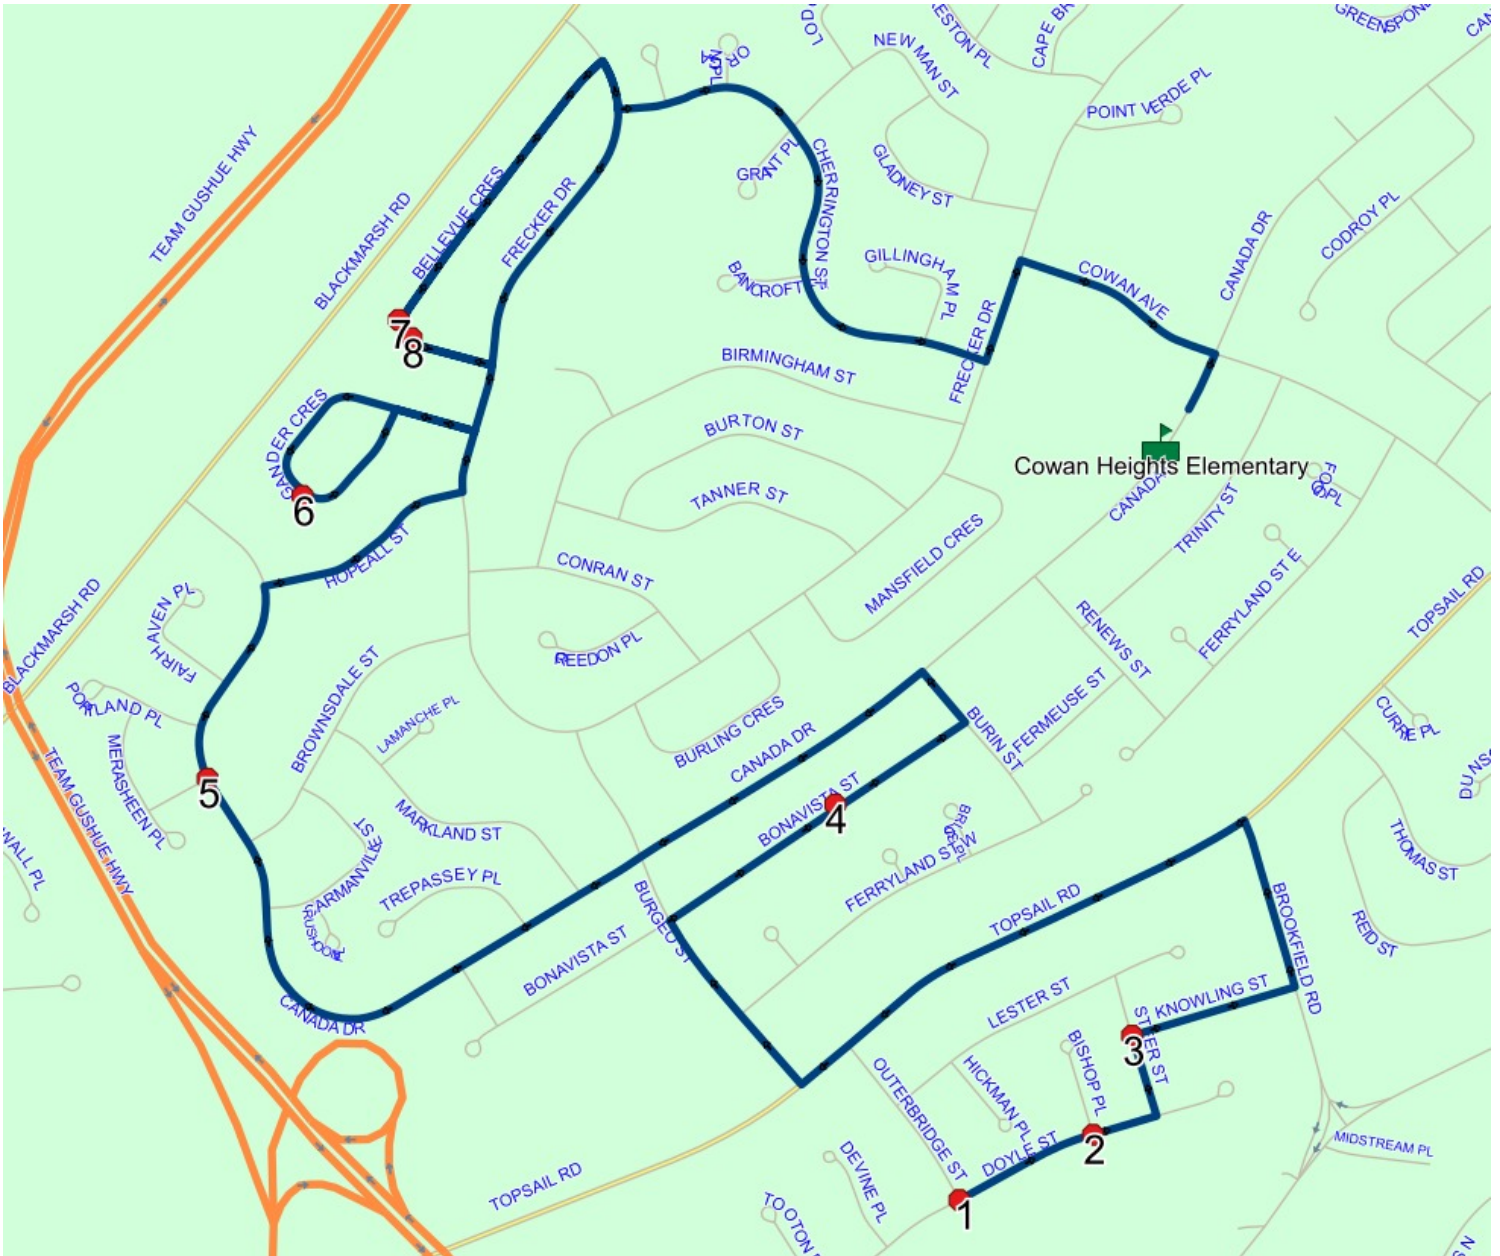 GREENSPOND
CAPE BR
NEW MAN ST
POINT VERDE PL
TEAM GUSHUE HWY
BLACKMARSH RD
BELLEVUE CRES
FRECKER DR
GRANT PL
CHERRINGTON ST
GLADNEY ST
CODROY PL
CANADA DR
GILLINGHAM PL
COWAN AVE
FRECKER DR
BIRMINGHAM ST
7
8
GANDER CRES
6
BURTON ST
TANNER ST
Cowan Heights Elementary
CANADA
TRINITY ST
HOPEALL ST
CONRAN ST
MANSFIELD CRES
RENEWS ST
FERRYLAND ST E
TOPSAIL RD
BLACKMARSH RD
FAIRHAVEN PL
REEDON PL
BROWNSDALE ST
LAMANCHE PL
PORTLAND PL
MERASHEEN PL
TEAM GUSHUE HWY
5
BURLING CRES
CANADA DR
BURIN ST
FERMEUSE ST
CURRIE PL
BONAVISTA ST
4
MARKLAND ST
CARMANVILLE ST
TREPASSEY PL
FERRYLAND ST W
THOMAS ST
REID ST
BURGEO ST
BONAVISTA ST
TOPSAIL RD
BROOKFIELD RD
KNOWLING ST
LESTER ST
CANADA DR
3
BISHOP PL
HICKMAN PL
OUTERBRIDGE ST
DOYLE ST
2
1
DEVINE PL
TOPSAIL RD
MIDSTREAM PL